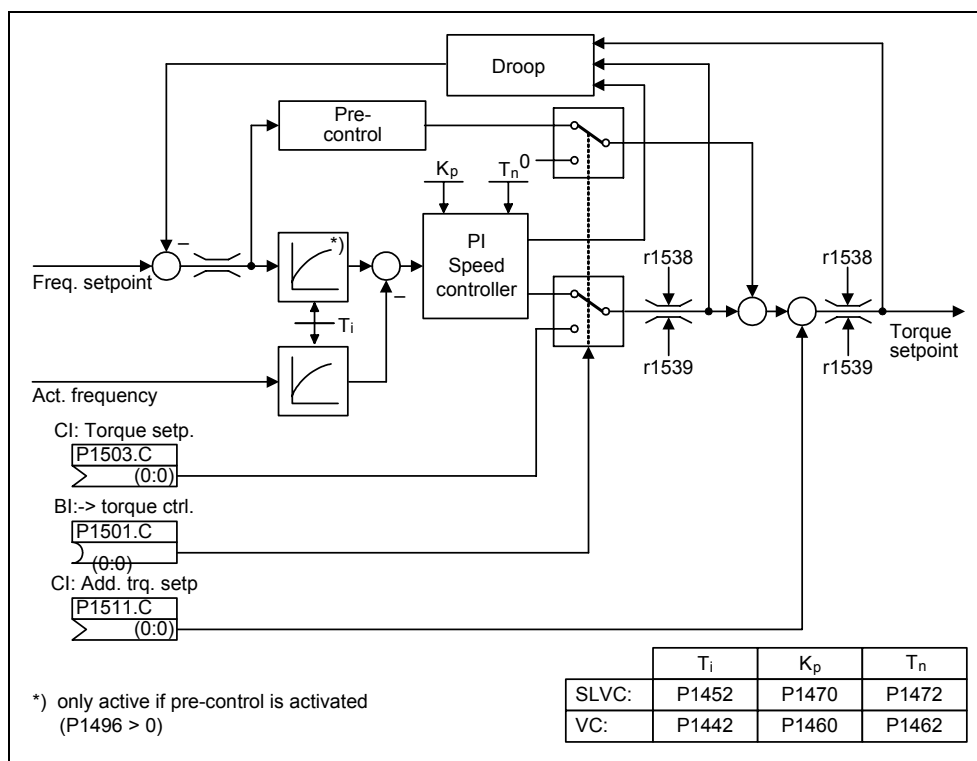 Droop
Pre-
control
0
Kp
Tn
*)
PI
Speed
controller
–
Freq. setpoint
–
r1538
r1538
Ti
r1539
r1539
Torque
setpoint
Act. frequency
CI: Torque setp.
P1503.C
(0:0)
BI:-> torque ctrl.
P1501.C
(0:0)
CI: Add. trq. setp
P1511.C
(0:0)
*) only active if pre-control is activated
(P1496 > 0)
Ti Kp Tn
SLVC: P1452 P1470 P1472
VC: P1442 P1460 P1462